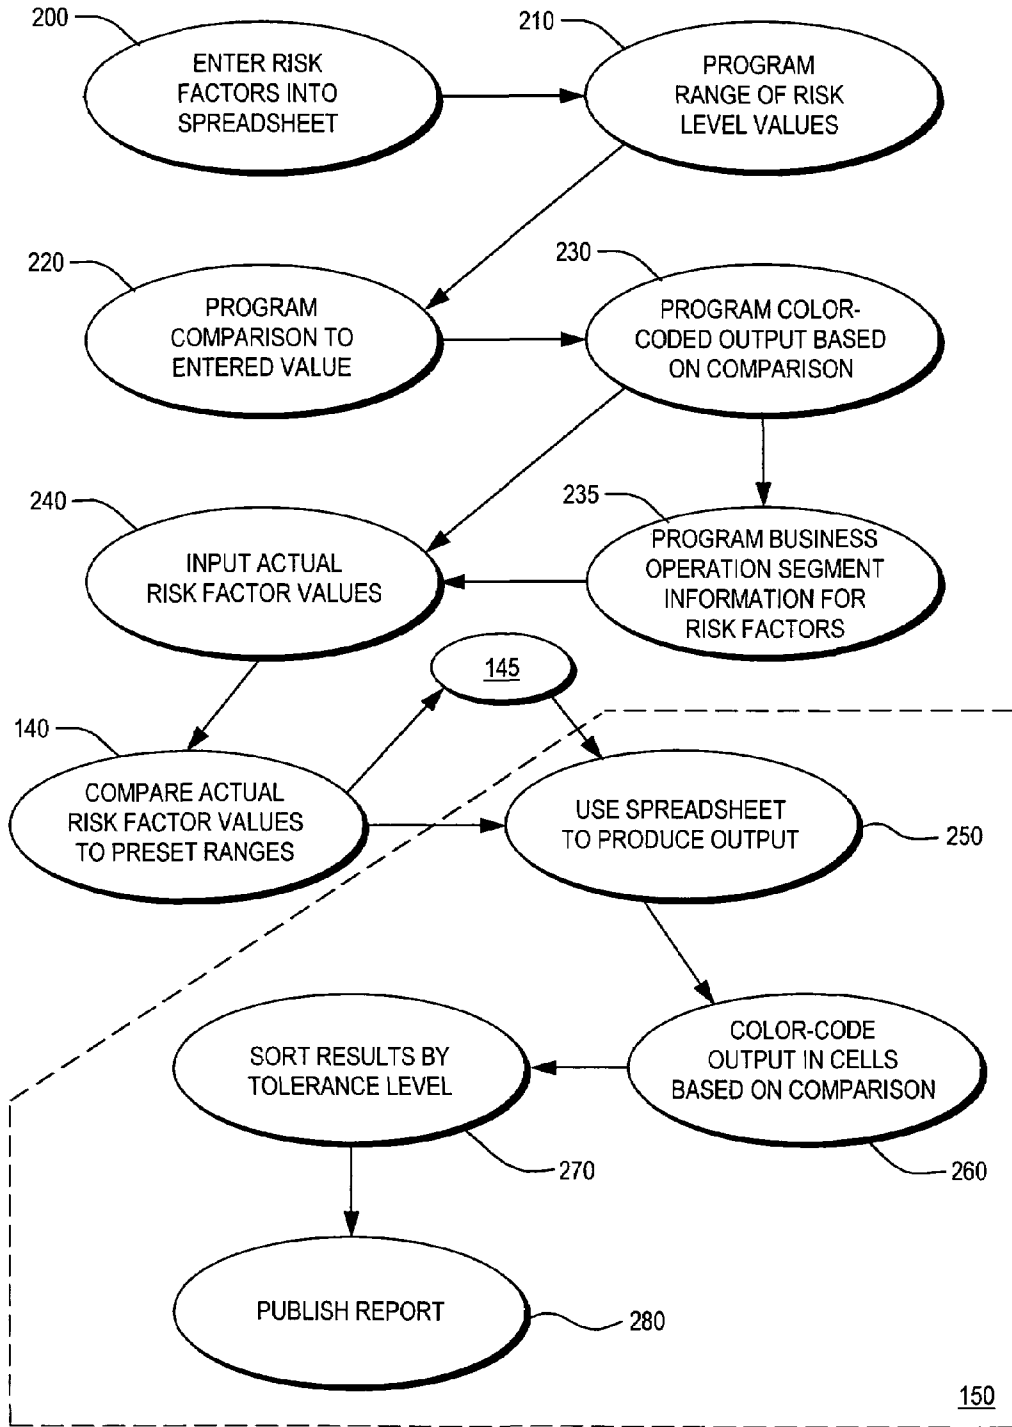 200
ENTER RISK
FACTORS INTO
SPREADSHEET
210
PROGRAM
RANGE OF RISK
LEVEL VALUES
220
PROGRAM
COMPARISON TO
ENTERED VALUE
230
PROGRAM COLOR-
CODED OUTPUT BASED
ON COMPARISON
240
INPUT ACTUAL
RISK FACTOR VALUES
235
PROGRAM BUSINESS
OPERATION SEGMENT
INFORMATION FOR
RISK FACTORS
145
140
COMPARE ACTUAL
RISK FACTOR VALUES
TO PRESET RANGES
USE SPREADSHEET
TO PRODUCE OUTPUT
250
SORT RESULTS BY
TOLERANCE LEVEL
270
COLOR-CODE
OUTPUT IN CELLS
BASED ON COMPARISON
260
PUBLISH REPORT
280
150